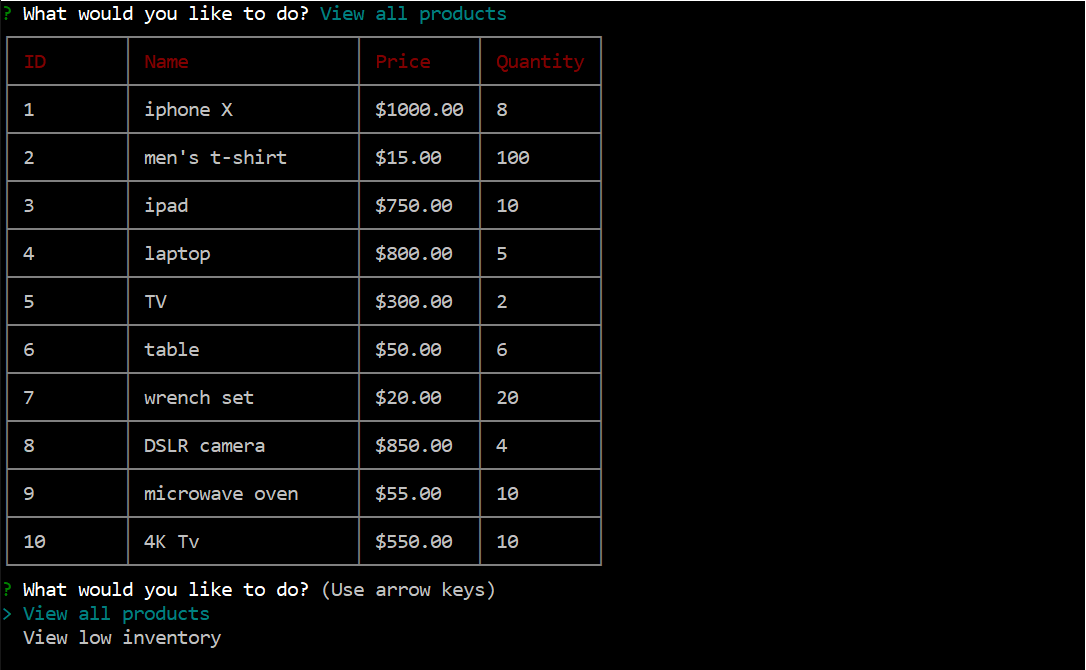 ? What would you like to do? View all products
ID Name Price Quantity
1 iphone X $1000.00 8
2 men's t-shirt $15.00 100
3 ipad $750.00 10
4 laptop $800.00 5
5 TV $300.00 2
6 table $50.00 6
7 wrench set $20.00 20
8 DSLR camera $850.00 4
9 microwave oven $55.00 10
10 4K Tv $550.00 10
? What would you like to do? (Use arrow keys)
> View all products
View low inventory